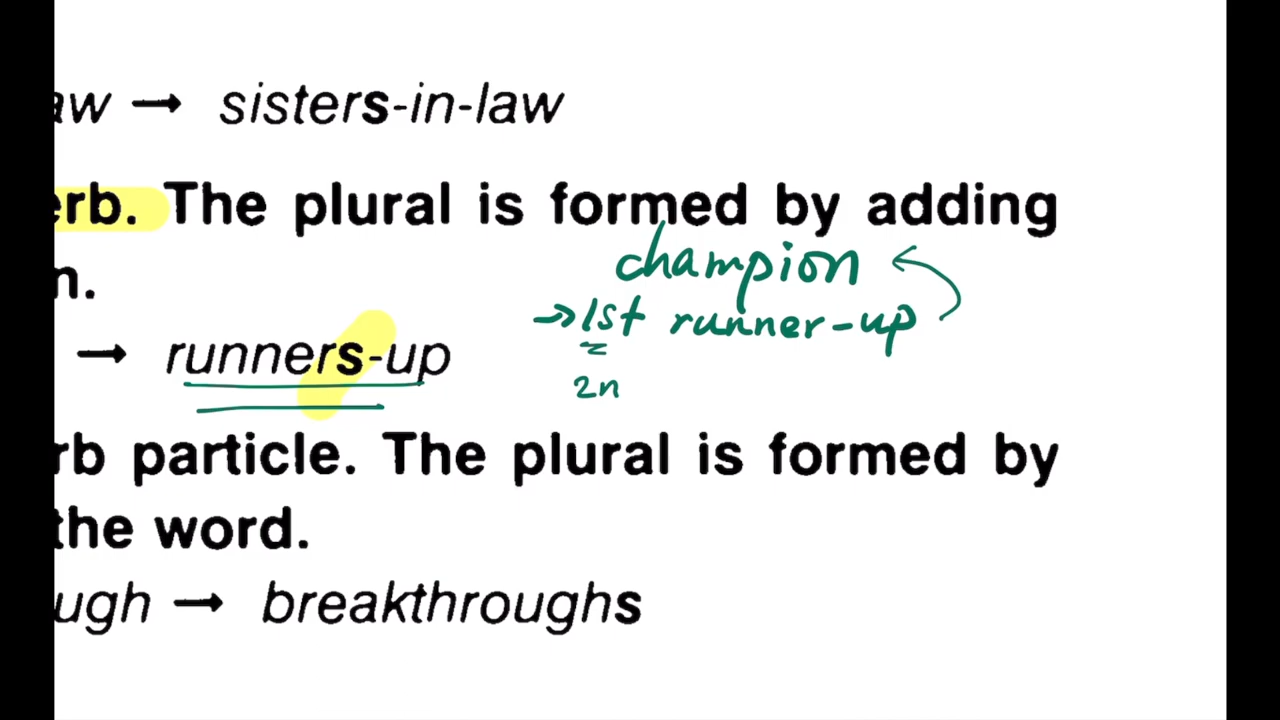 aw → sisters-in-law
erb. The plural is formed by adding
champion
n.
→ 1st runner-up
→ runners-up
2n
rb particle. The plural is formed by
the word.
ugh → breakthroughs